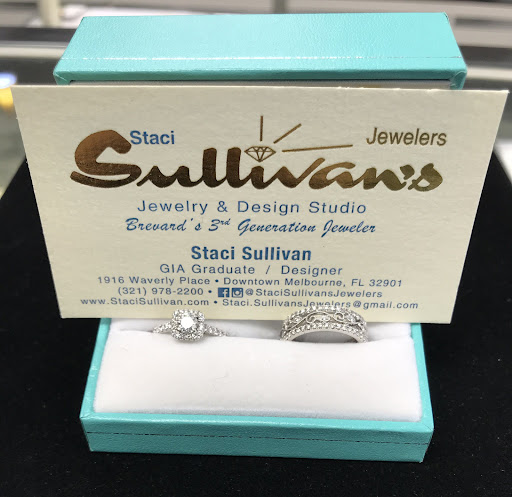 Staci Jewelers
Sullivan's
Jewelry & Design Studio
Brevard's 3rd Generation Jeweler
Staci Sullivan
GIA Graduate / Designer
1916 Waverly Place • Downtown Melbourne, FL 32901
(321) 978-2200 • @StaciSullivansJewelers
www.StaciSullivan.com • Staci.SullivansJewelers@gmail.com